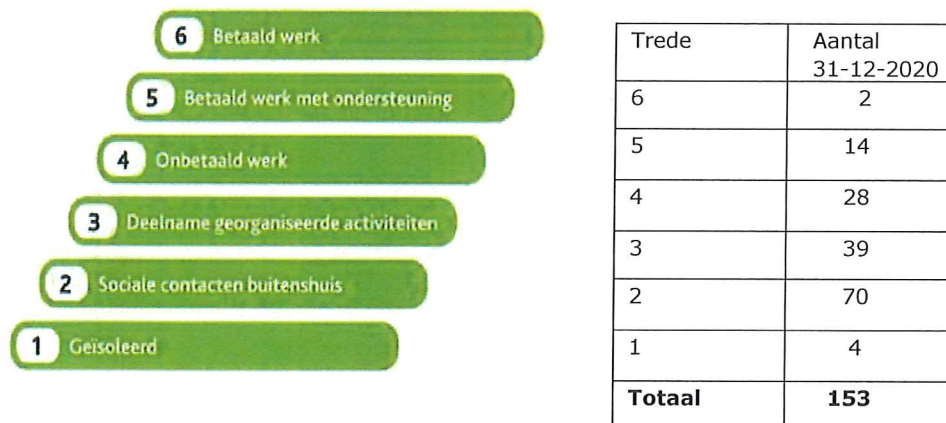 6 Betaald werk
5 Betaald werk met ondersteuning
4 Onbetaald werk
3 Deelname georganiseerde activiteiten
2 Sociale contacten buitenshuis
1 Geïsoleerd
Trede Aantal
31-12-2020
6 2
5 14
4 28
3 39
2 70
1 4
Totaal 153